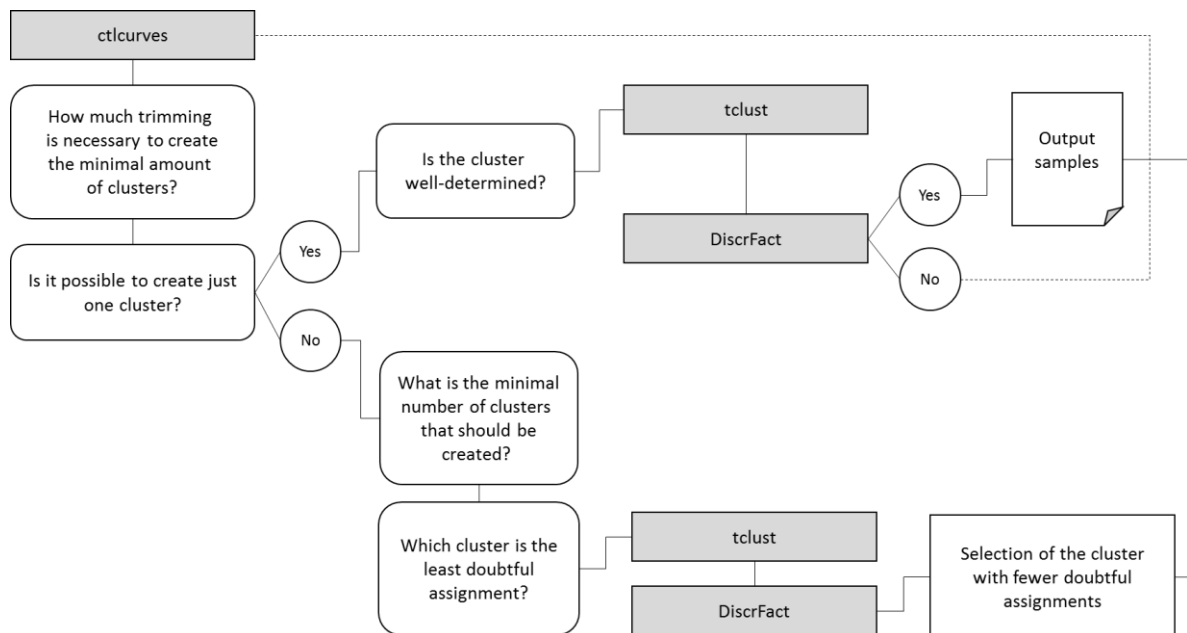 ctlcurves
How much trimming
is necessary to create
the minimal amount
of clusters?
Is it possible to create just
one cluster?
Yes
No
Is the cluster
well-determined?
tclust
DiscrFact
Yes
No
Output
samples
What is the minimal
number of clusters
that should be
created?
Which cluster is the
least doubtful
assignment?
tclust
DiscrFact
Selection of the cluster
with fewer doubtful
assignments